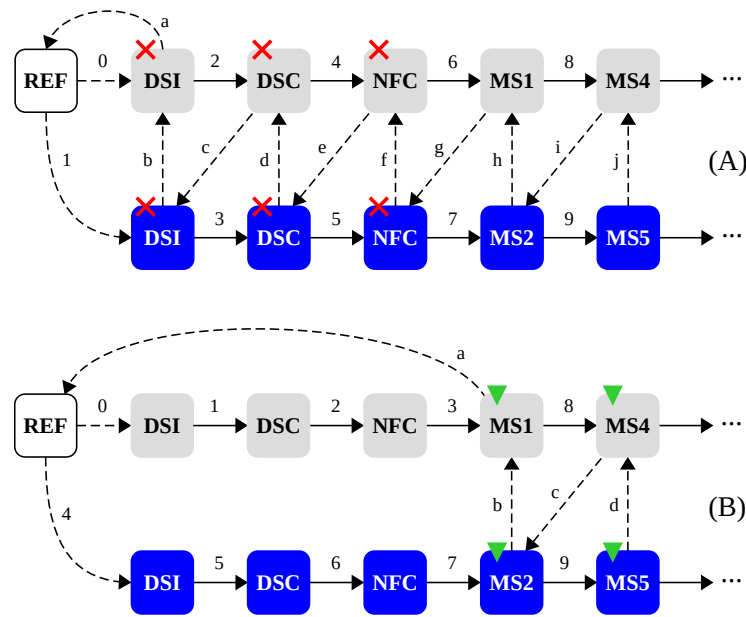 a
0 2 4 6 8
REF DSI DSC NFC MS1 MS4 ...
1 b c d e f g h i j
(A)
3 5 7 9
DSI DSC NFC MS2 MS5 ...
a
0 1 2 3 8
REF DSI DSC NFC MS1 MS4 ...
4 b c d
(B)
5 6 7 9
DSI DSC NFC MS2 MS5 ...